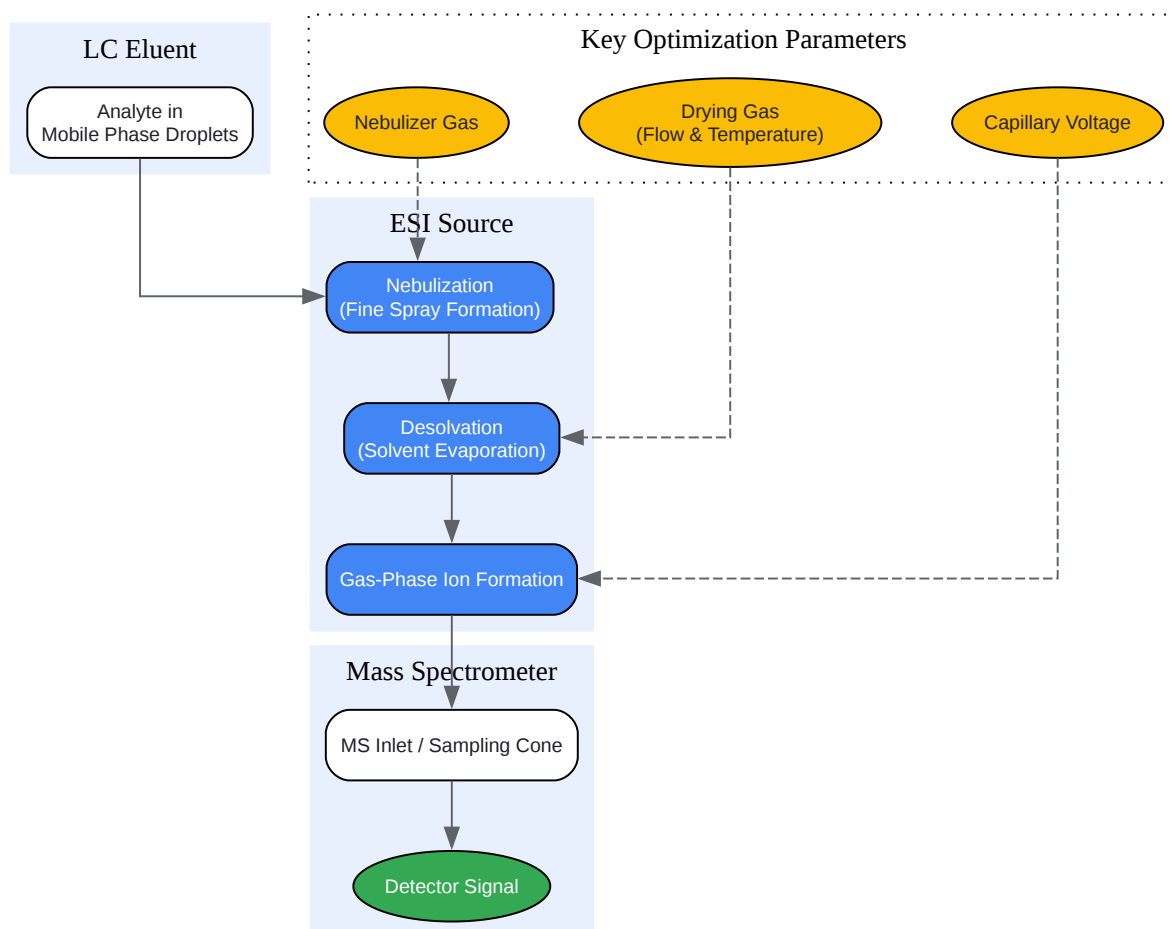 LC Eluent
Analyte in
Mobile Phase Droplets
Key Optimization Parameters
Nebulizer Gas
Drying Gas
(Flow & Temperature)
Capillary Voltage
ESI Source
Nebulization
(Fine Spray Formation)
Desolvation
(Solvent Evaporation)
Gas-Phase Ion Formation
Mass Spectrometer
MS Inlet / Sampling Cone
Detector Signal